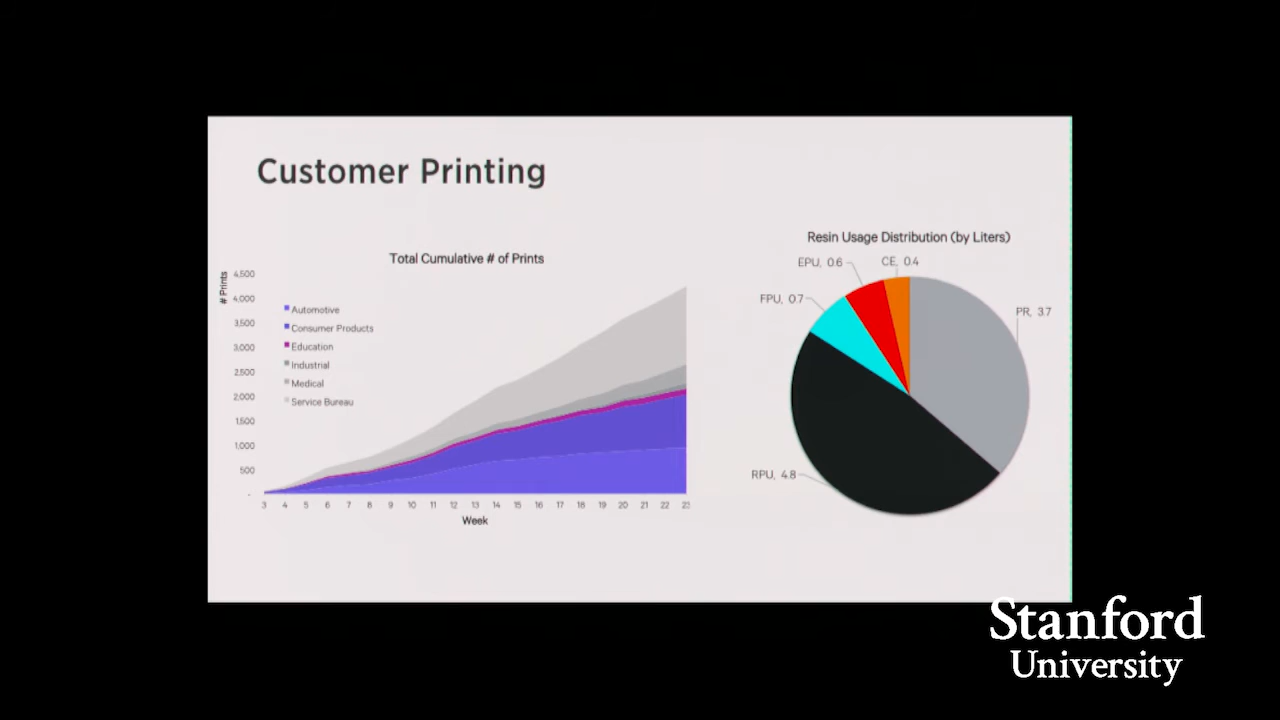 Customer Printing
Total Cumulative # of Prints
# Prints
4,500
4,000
3,500
3,000
2,500
2,000
1,500
1,000
500
-
Automotive
Consumer Products
Education
Industrial
Medical
Service Bureau
3 4 5 6 7 8 9 10 11 12 13 14 15 16 17 18 19 20 21 22 23
Week
Resin Usage Distribution (by Liters)
EPU, 0.6
CE, 0.4
FPU, 0.7
PR, 3.7
RPU, 4.8
Stanford
University